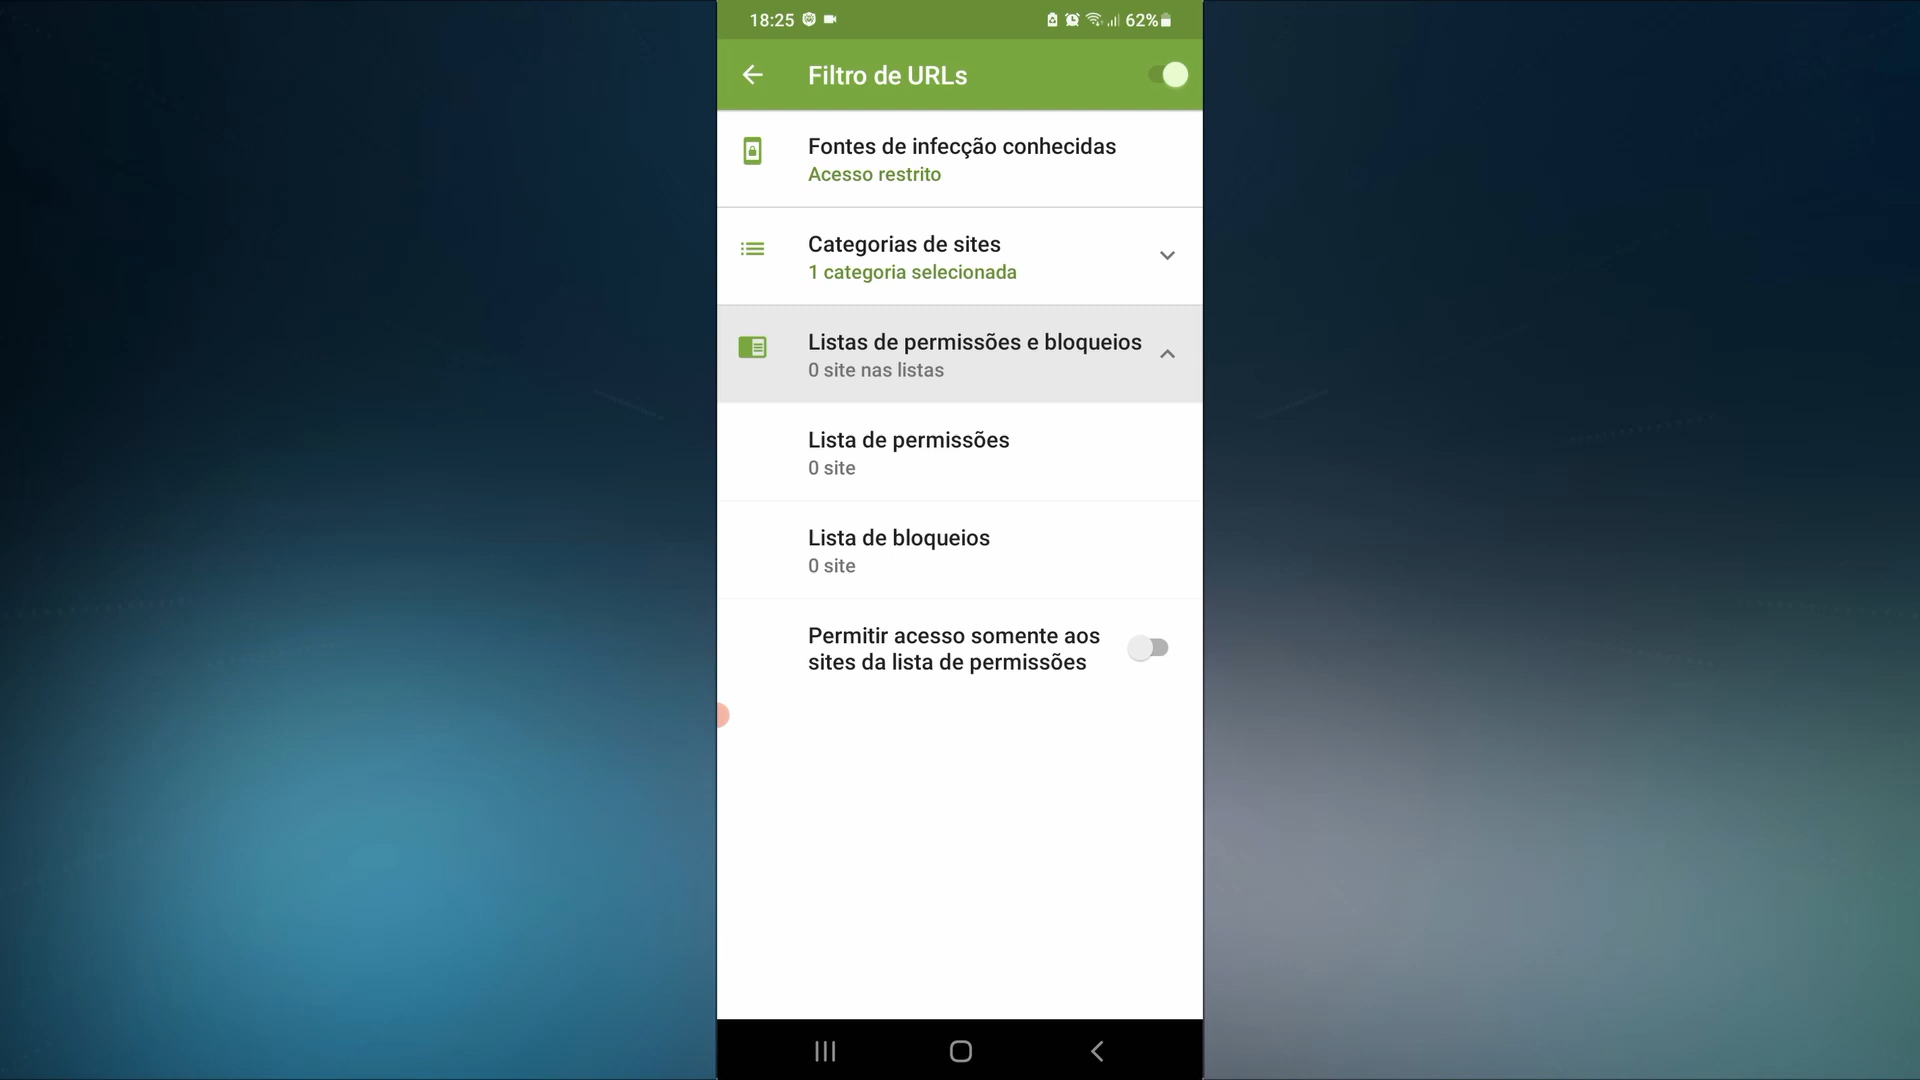 18:25
62%
Filtro de URLs
Fontes de infecção conhecidas
Acesso restrito
Categorias de sites
1 categoria selecionada
Listas de permissões e bloqueios
0 site nas listas
Lista de permissões
0 site
Lista de bloqueios
0 site
Permitir acesso somente aos
sites da lista de permissões